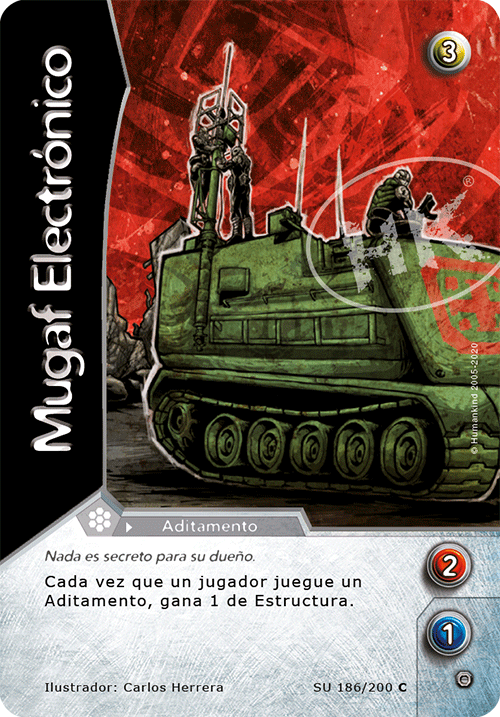 Mugaf Electrónico
3
HK
®
© Humankind 2005-2020
Aditamento
Nada es secreto para su dueño.
Cada vez que un jugador juegue un
Aditamento, gana 1 de Estructura.
2
1
Ilustrador: Carlos Herrera
SU 186/200 C